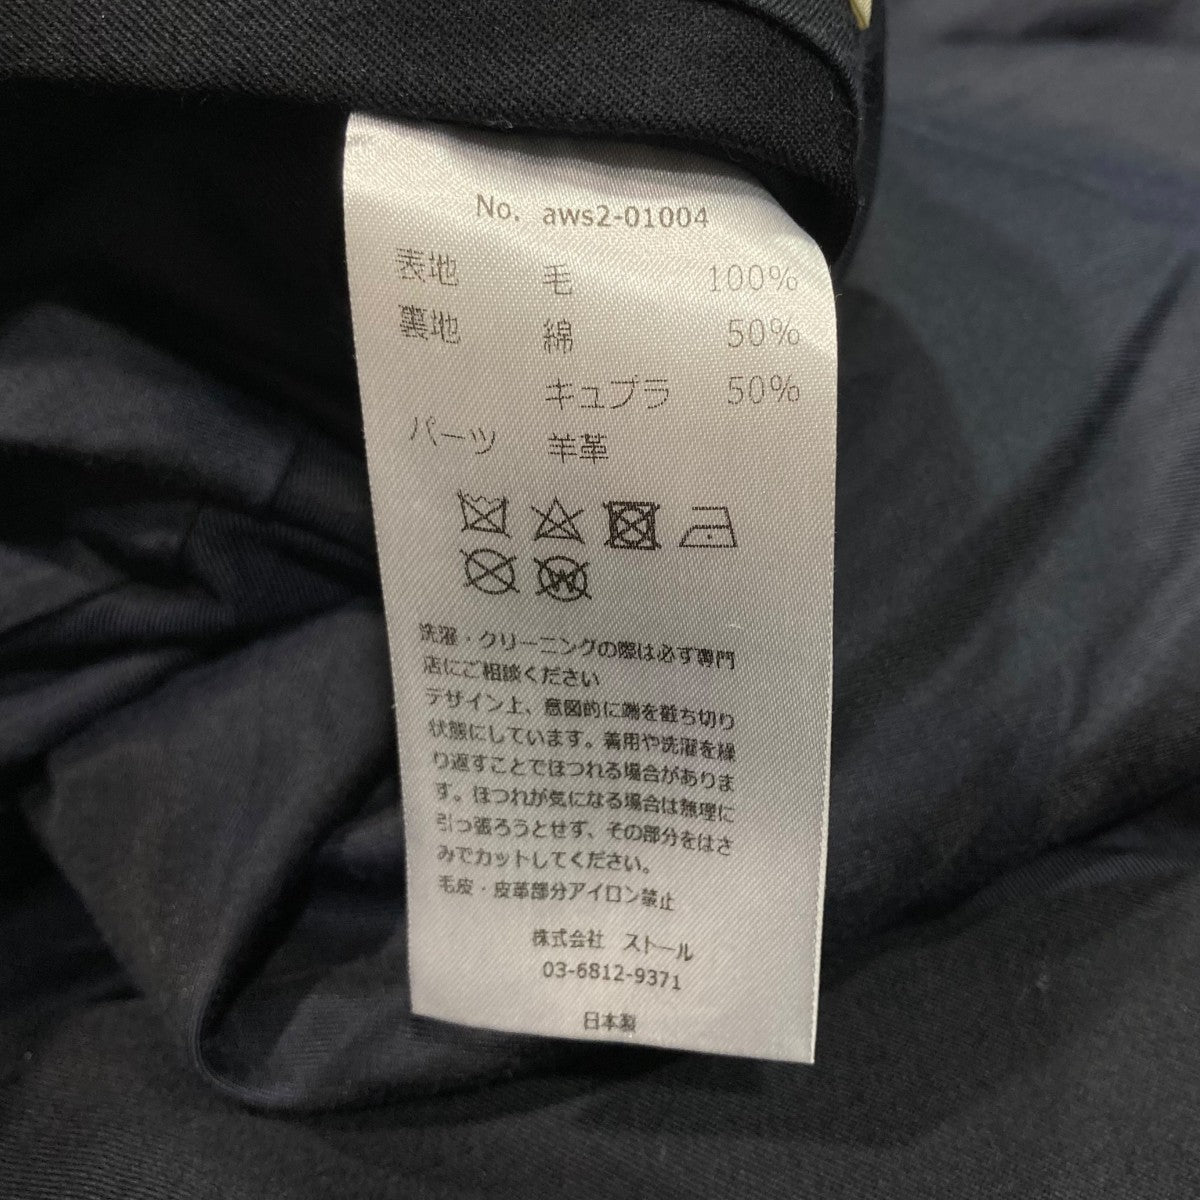 No. aws2-01004
表地 毛 100%
裏地 綿 50%
キュプラ 50%
パーツ 羊革
洗濯・クリーニングの際は必ず専門
店にご相談ください
デザイン上、意図的に端を截ち切り
状態にしています。着用や洗濯を繰
り返すことでほつれる場合がありま
す。ほつれが気になる場合は無理に
引っ張ろうとせず、その部分をはさ
みでカットしてください。
毛皮・皮革部分アイロン禁止
株式会社 ストール
03-6812-9371
日本製